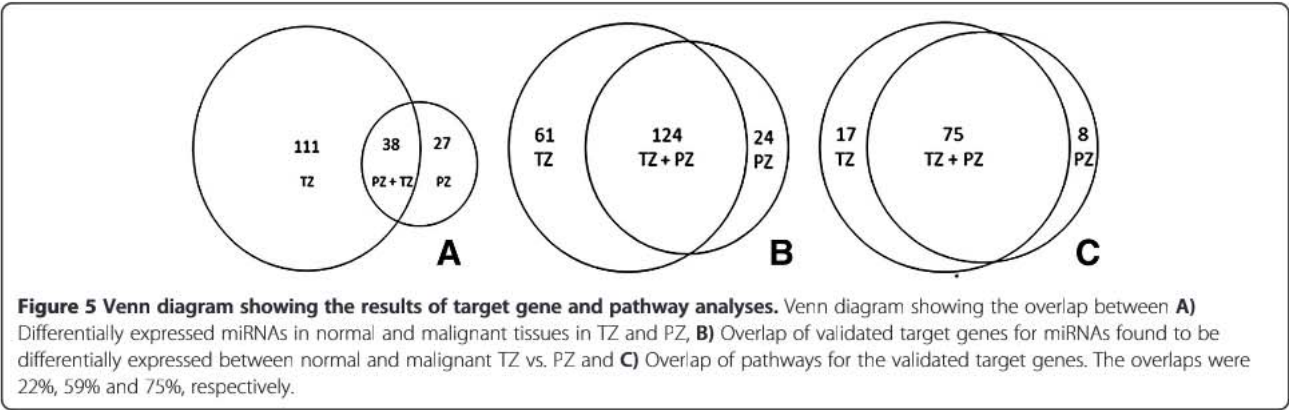 111
TZ
38
PZ + TZ
27
PZ
A
61
TZ
124
TZ + PZ
24
PZ
B
17
TZ
75
TZ + PZ
8
PZ
C
Figure 5 Venn diagram showing the results of target gene and pathway analyses. Venn diagram showing the overlap between A)
Differentially expressed miRNAs in normal and malignant tissues in TZ and PZ, B) Overlap of validated target genes for miRNAs found to be
differentially expressed between normal and malignant TZ vs. PZ and C) Overlap of pathways for the validated target genes. The overlaps were
22%, 59% and 75%, respectively.